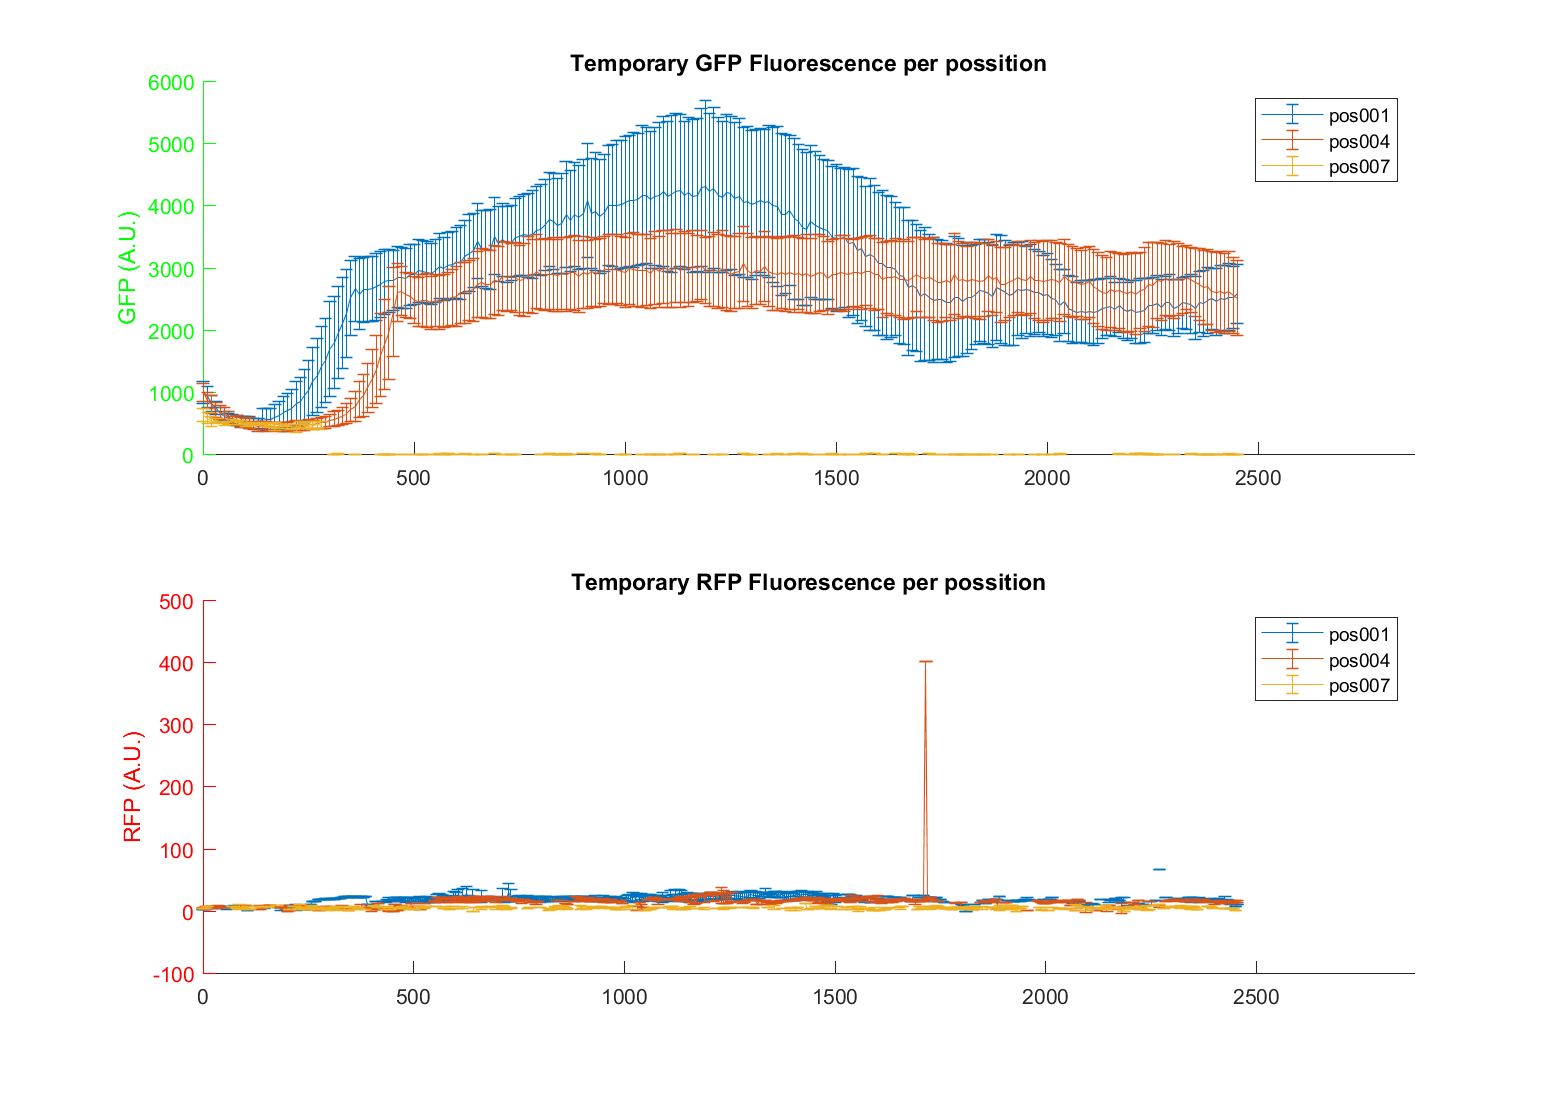 Temporary GFP Fluorescence per possition
GFP (A.U.)
6000
5000
4000
3000
2000
1000
0
0 500 1000 1500 2000 2500
pos001
pos004
pos007
Temporary RFP Fluorescence per possition
RFP (A.U.)
500
400
300
200
100
0
-100
0 500 1000 1500 2000 2500
pos001
pos004
pos007